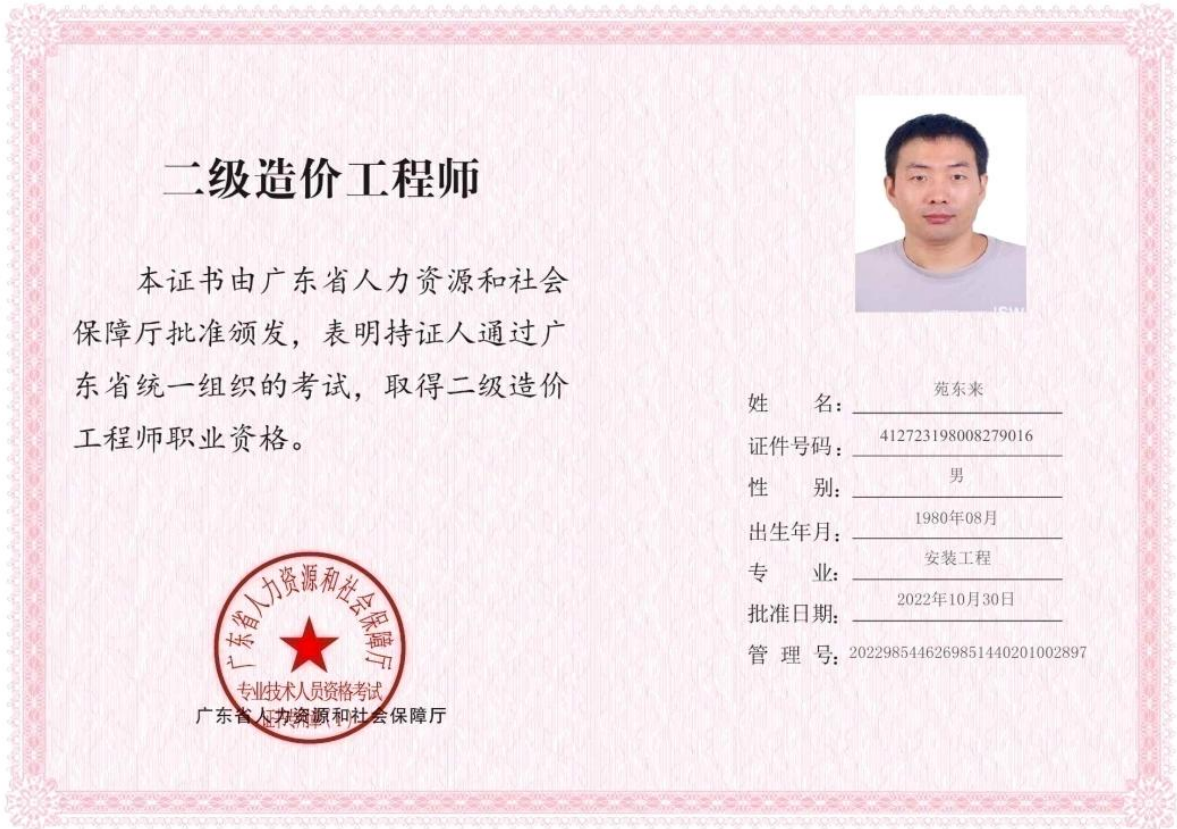 二级造价工程师
本证书由广东省人力资源和社会
保障厅批准颁发，表明持证人通过广
东省统一组织的考试，取得二级造价
工程师职业资格。
姓 名：苑东来
证件号码：412723198008279016
性 别：男
出生年月：1980年08月
专 业：安装工程
批准日期：2022年10月30日
管 理 号：20229854462698514402010​02897
广东省人力资源和社会保障厅
专业技术人员资格考试
广东省人力资源和社会保障厅